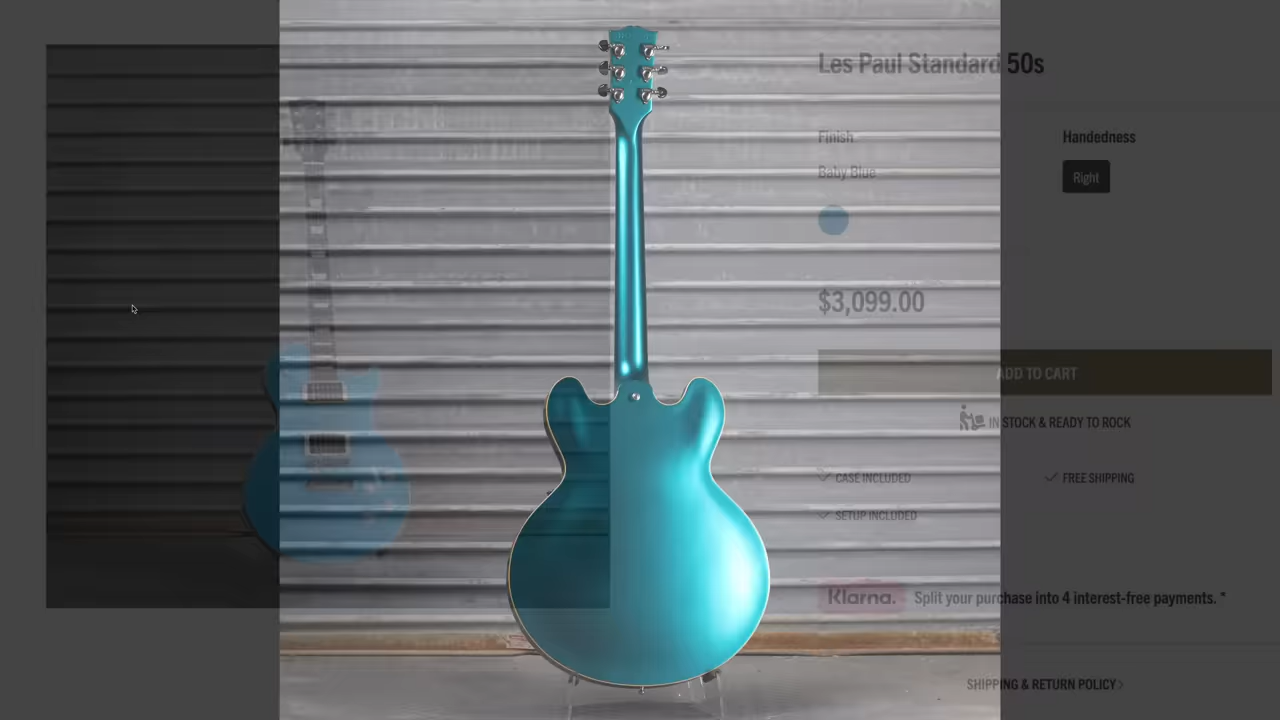 Les Paul Standard 50s
Finish
Handedness
Baby Blue
Right
$3,099.00
ADD TO CART
IN STOCK & READY TO ROCK
CASE INCLUDED
FREE SHIPPING
SETUP INCLUDED
Klarna. Split your purchase into 4 interest-free payments. *
SHIPPING & RETURN POLICY